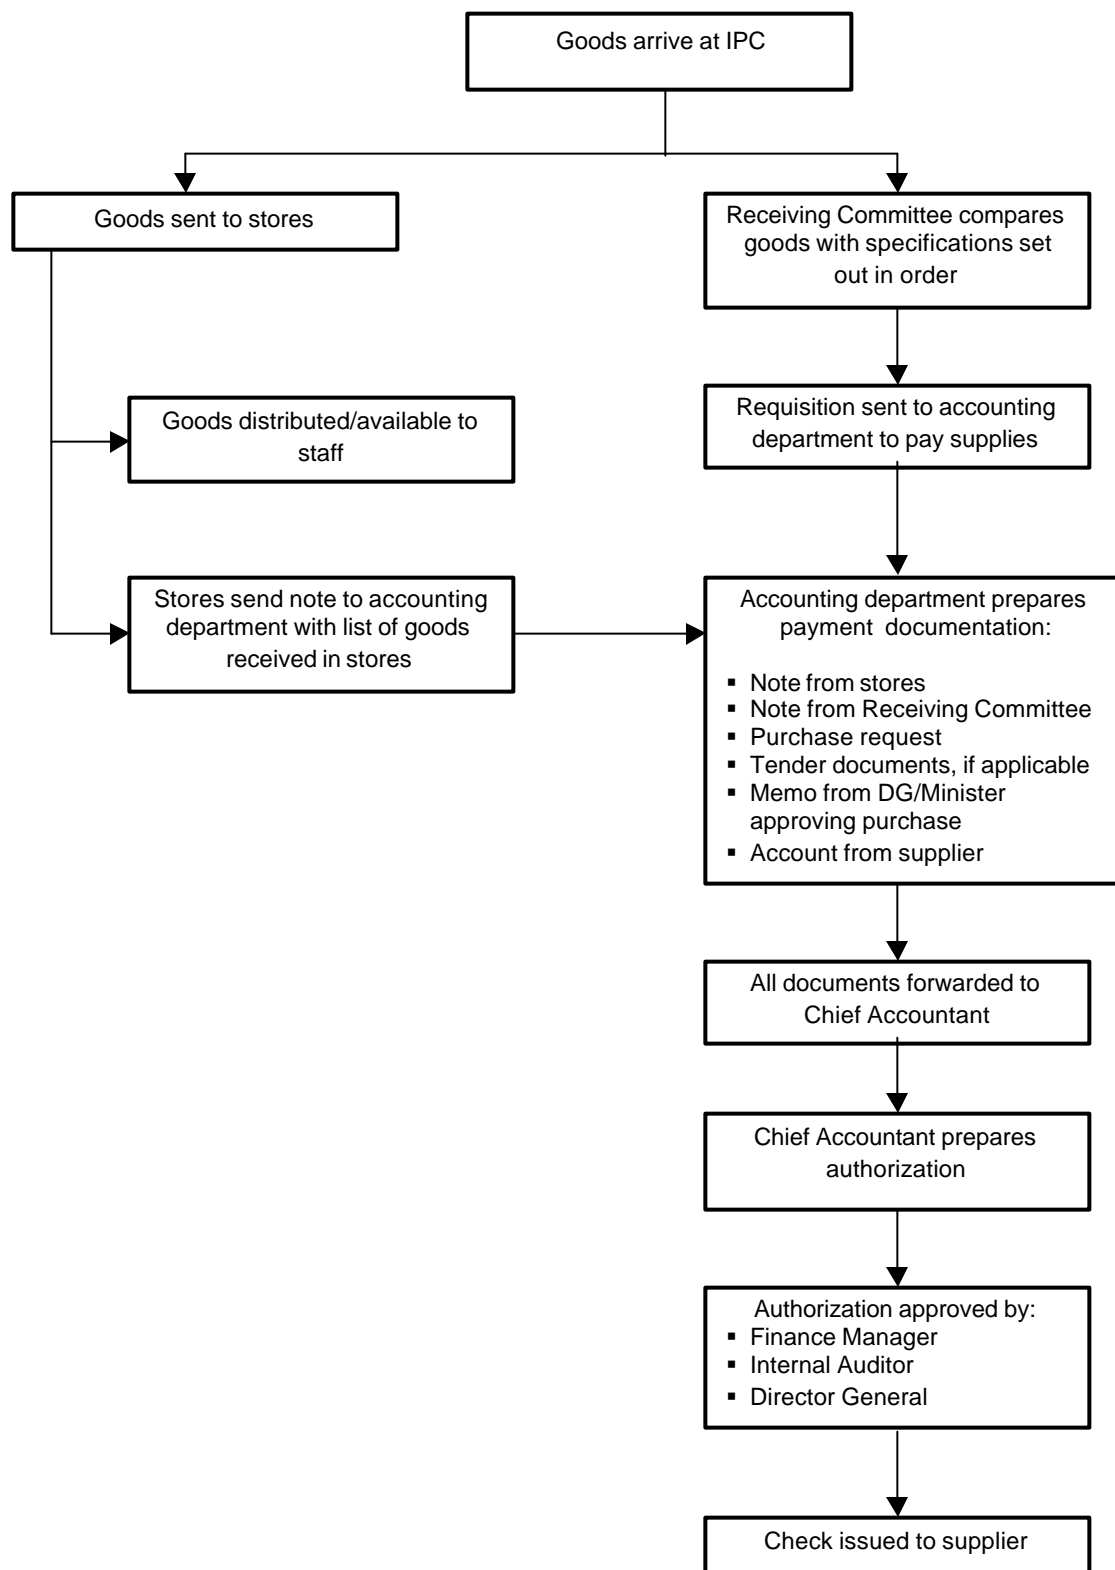 Goods arrive at IPC
Goods sent to stores
Receiving Committee compares
goods with specifications set
out in order
Goods distributed/available to
staff
Requisition sent to accounting
department to pay supplies
Stores send note to accounting
department with list of goods
received in stores
Accounting department prepares
payment documentation:
▪ Note from stores
▪ Note from Receiving Committee
▪ Purchase request
▪ Tender documents, if applicable
▪ Memo from DG/Minister
approving purchase
▪ Account from supplier
All documents forwarded to
Chief Accountant
Chief Accountant prepares
authorization
Authorization approved by:
▪ Finance Manager
▪ Internal Auditor
▪ Director General
Check issued to supplier